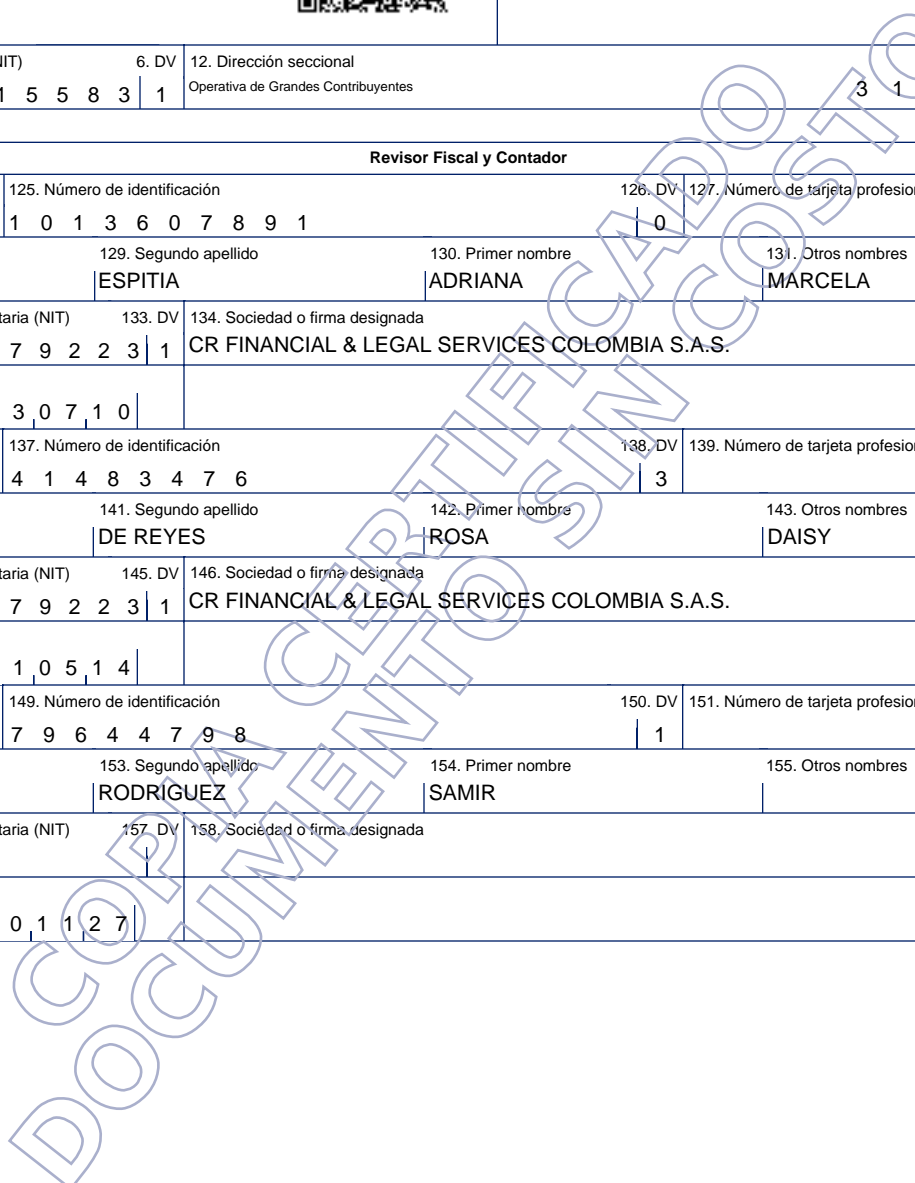 NIT) 6. DV 12. Dirección seccional
1 5 5 8 3 1 Operativa de Grandes Contribuyentes 3 1
Revisor Fiscal y Contador
125. Número de identificación 126. DV 127. Número de tarjeta profesion
1 0 1 3 6 0 7 8 9 1 0
129. Segundo apellido 130. Primer nombre 131. Otros nombres
ESPITIA ADRIANA MARCELA
taria (NIT) 133. DV 134. Sociedad o firma designada
7 9 2 2 3 1 CR FINANCIAL & LEGAL SERVICES COLOMBIA S.A.S.
3 0 7 1 0
137. Número de identificación 138. DV 139. Número de tarjeta profesion
4 1 4 8 3 4 7 6 3
141. Segundo apellido 142. Primer nombre 143. Otros nombres
DE REYES ROSA DAISY
taria (NIT) 145. DV 146. Sociedad o firma designada
7 9 2 2 3 1 CR FINANCIAL & LEGAL SERVICES COLOMBIA S.A.S.
1 0 5 1 4
149. Número de identificación 150. DV 151. Número de tarjeta profesion
7 9 6 4 4 7 9 8 1
153. Segundo apellido 154. Primer nombre 155. Otros nombres
RODRIGUEZ SAMIR
taria (NIT) 157. DV 158. Sociedad o firma designada
0 1 1 2 7
COPIA CERTIFICADO
DOCUMENTO SIN COSTO